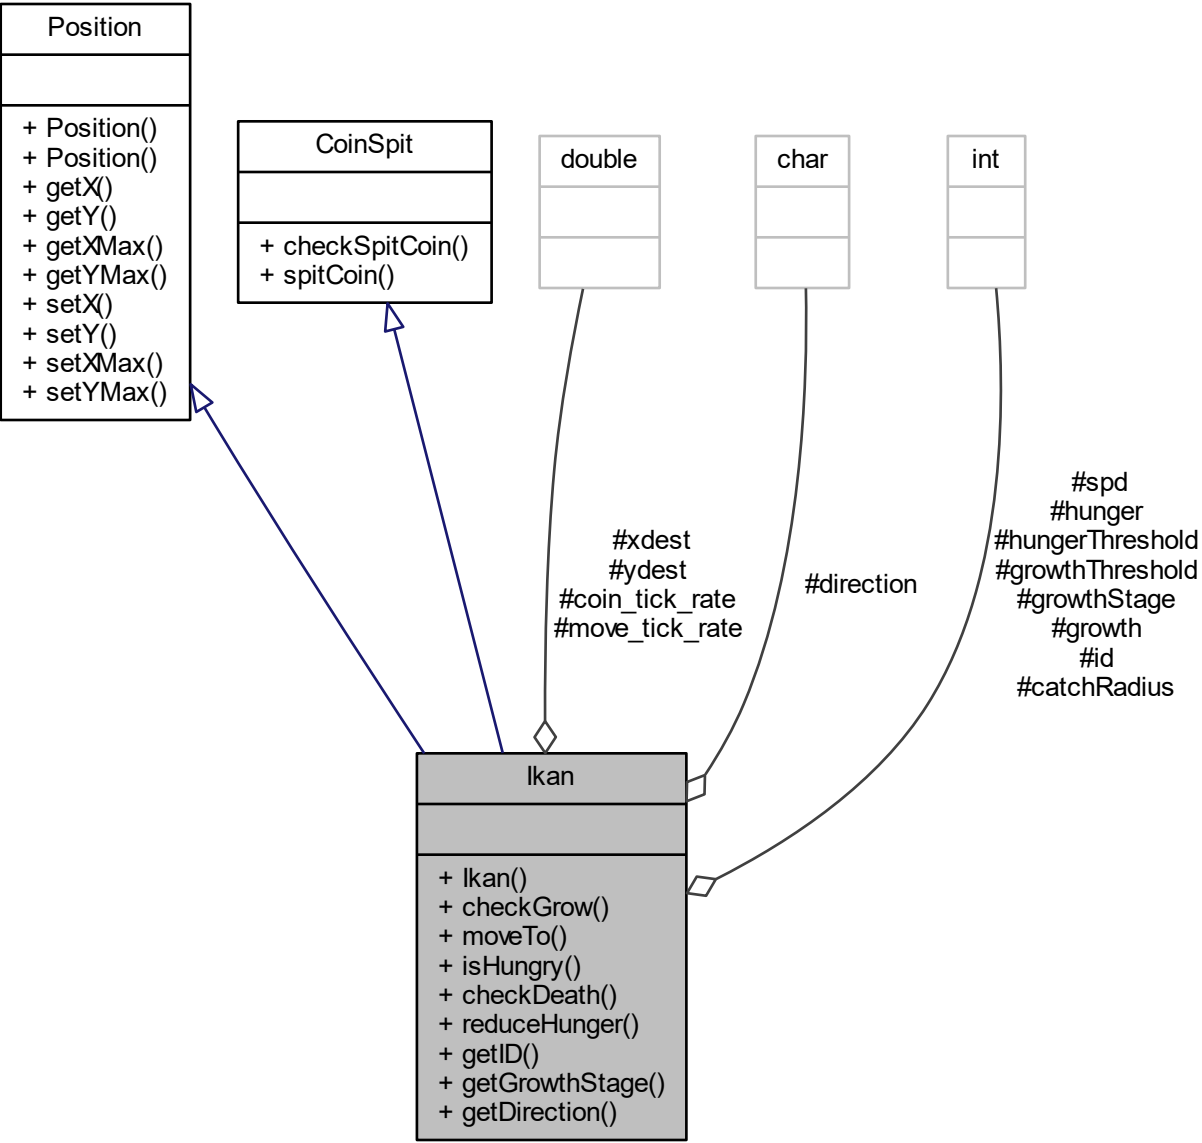 Position
+ Position()
+ Position()
+ getX()
+ getY()
+ getXMax()
+ getYMax()
+ setX()
+ setY()
+ setXMax()
+ setYMax()
CoinSpit
+ checkSpitCoin()
+ spitCoin()
double
char
int
#xdest
#ydest
#coin_tick_rate
#move_tick_rate
#direction
#spd
#hunger
#hungerThreshold
#growthThreshold
#growthStage
#growth
#id
#catchRadius
Ikan
+ Ikan()
+ checkGrow()
+ moveTo()
+ isHungry()
+ checkDeath()
+ reduceHunger()
+ getID()
+ getGrowthStage()
+ getDirection()